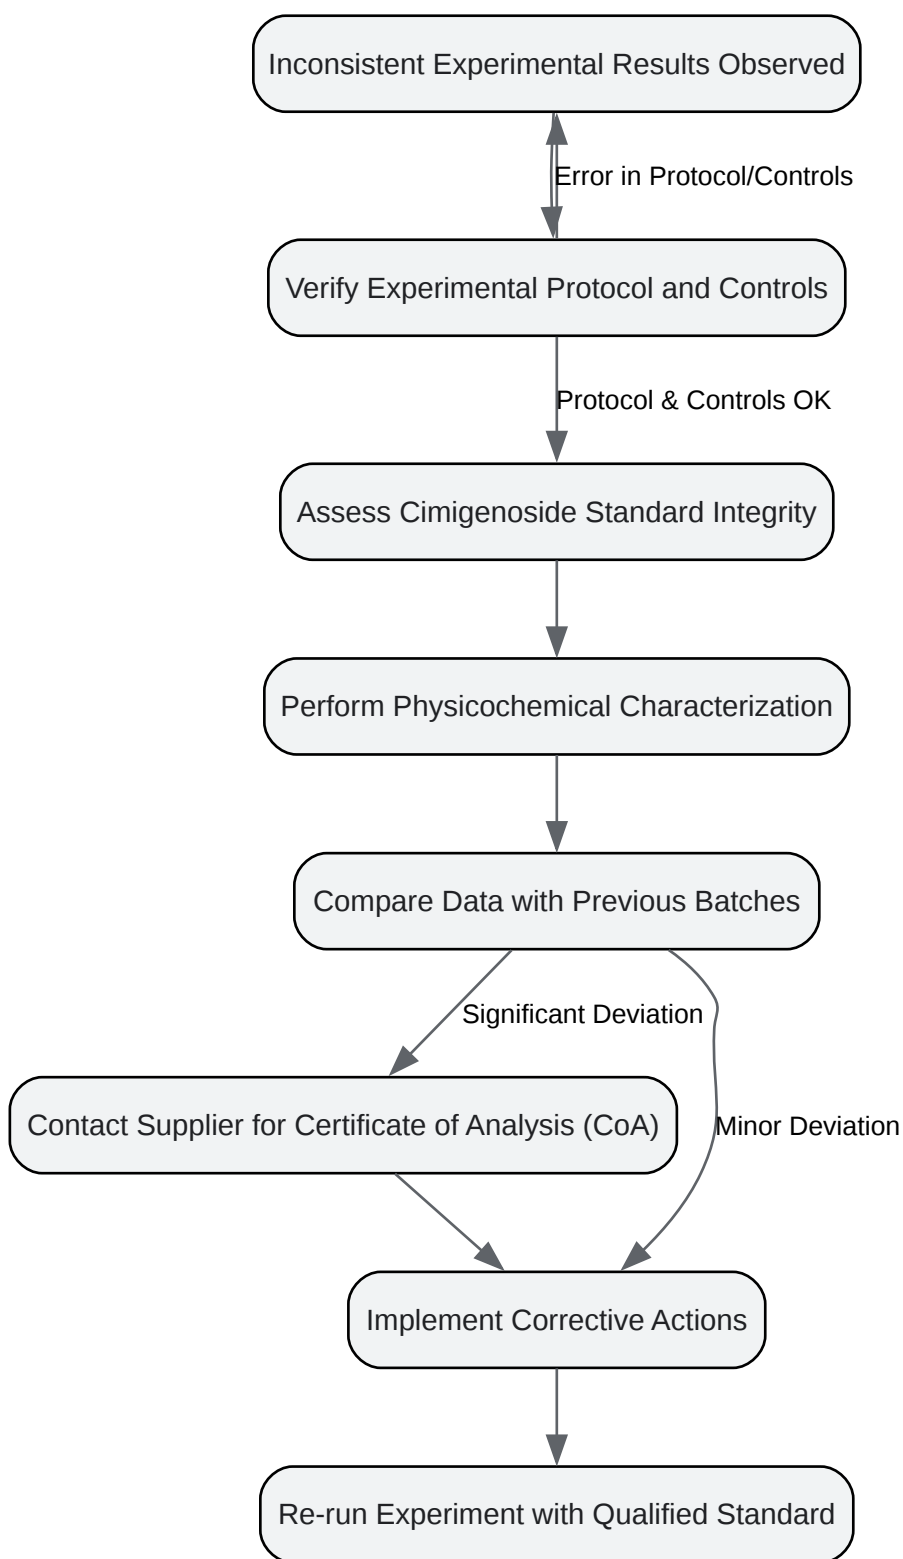 Inconsistent Experimental Results Observed
Error in Protocol/Controls
Verify Experimental Protocol and Controls
Protocol & Controls OK
Assess Cimigenoside Standard Integrity
Perform Physicochemical Characterization
Compare Data with Previous Batches
Significant Deviation
Contact Supplier for Certificate of Analysis (CoA)
Minor Deviation
Implement Corrective Actions
Re-run Experiment with Qualified Standard